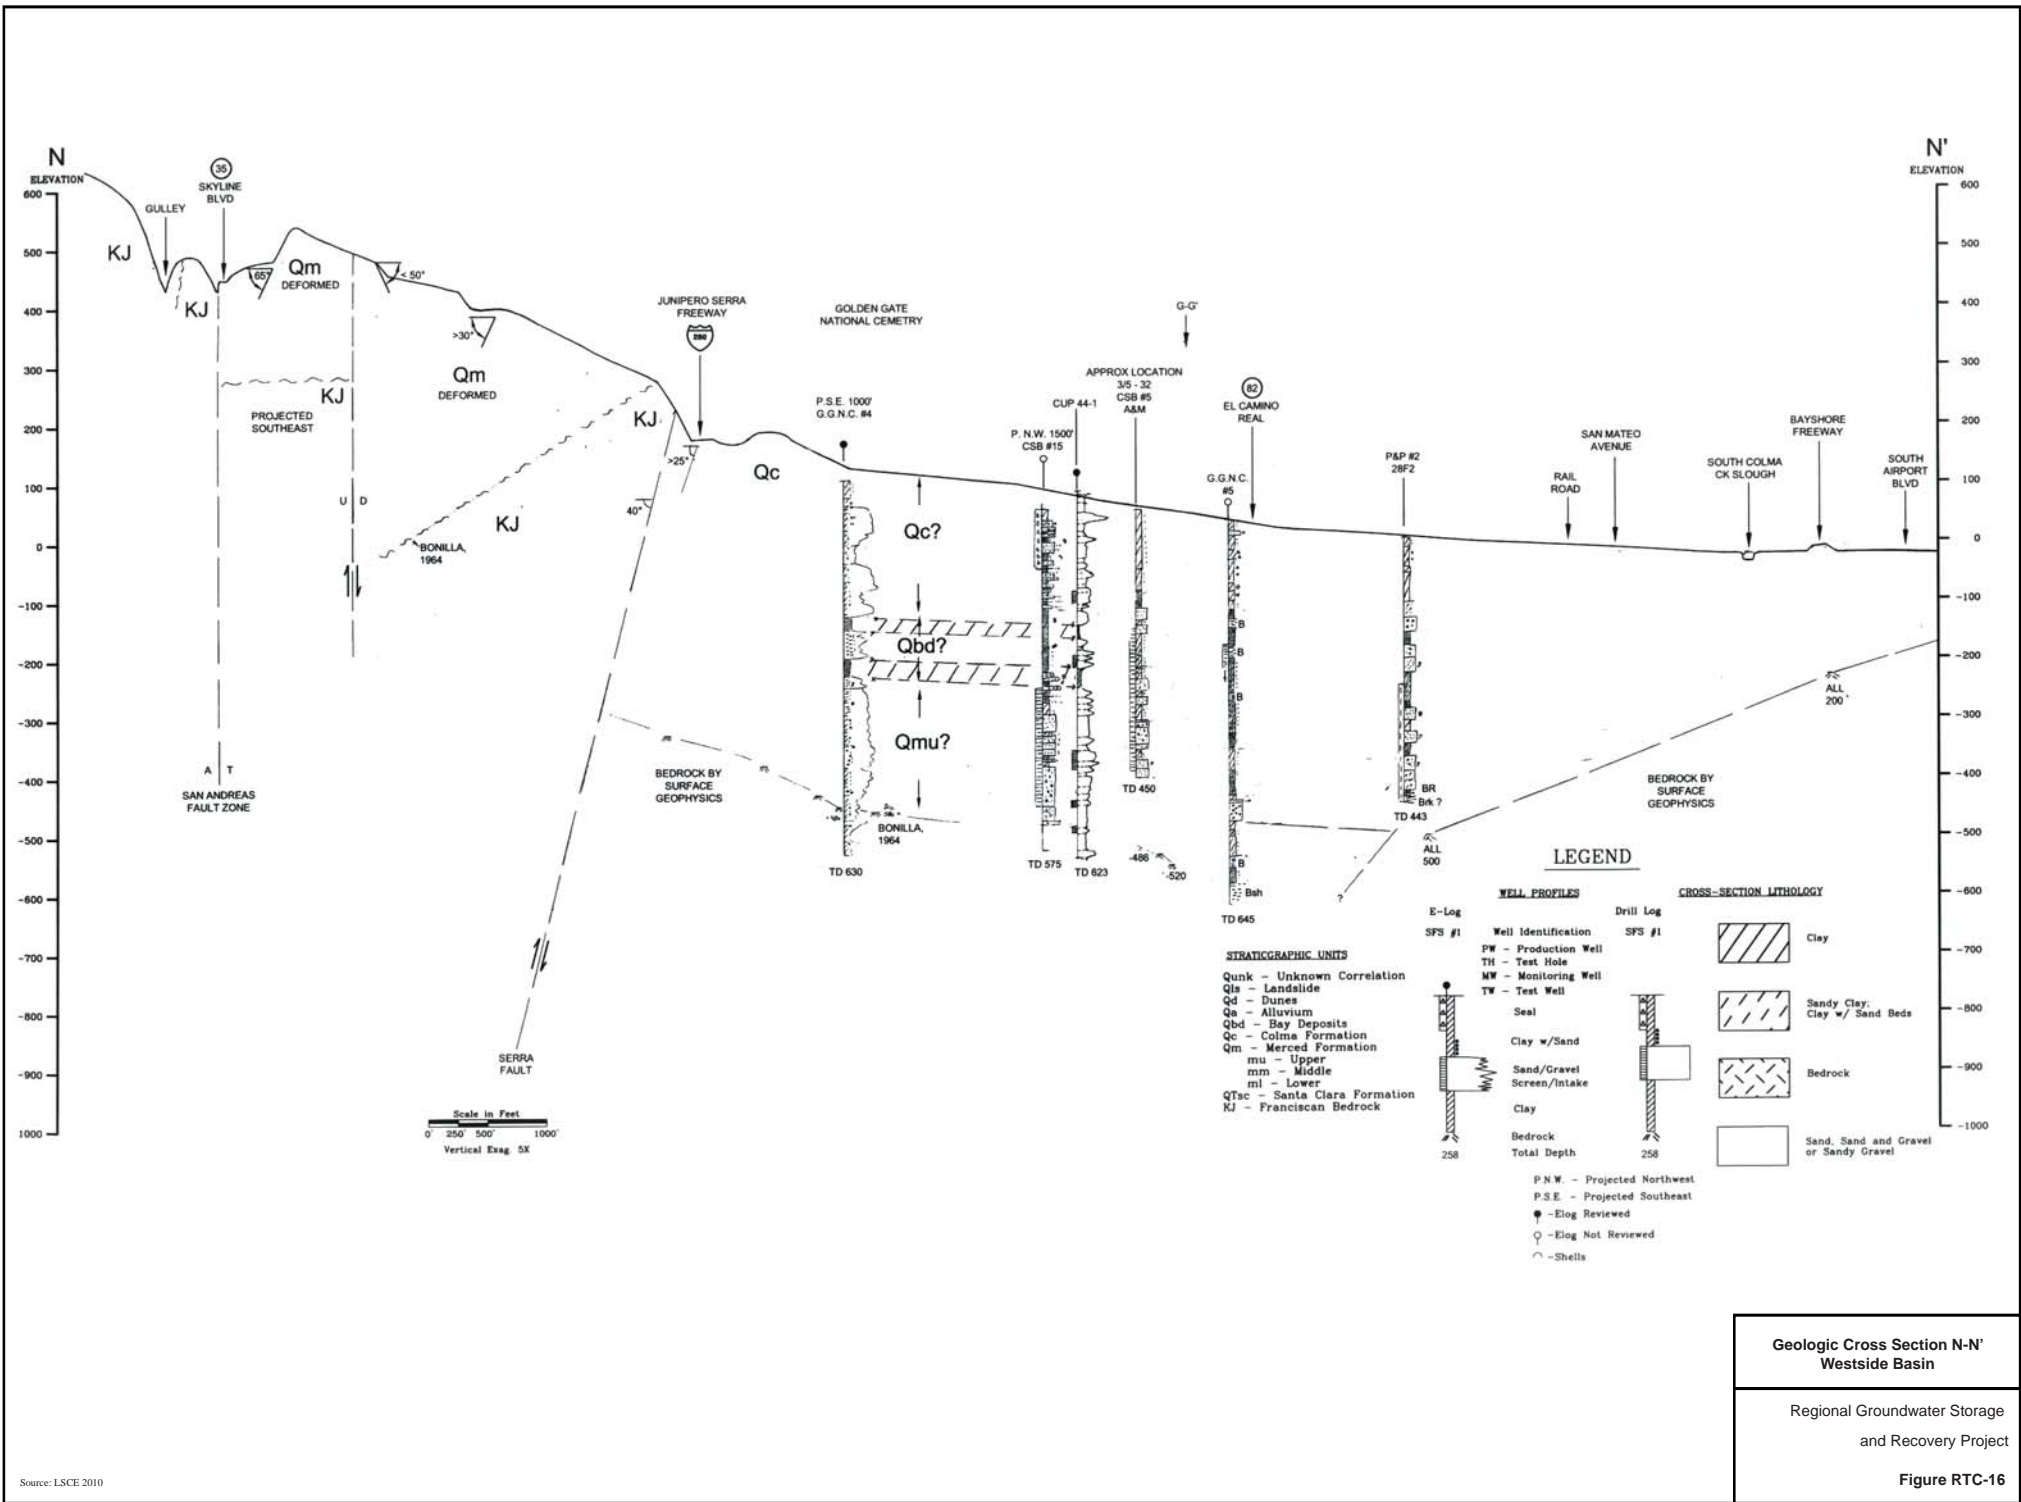 N
ELEVATION
600
500
400
300
200
100
0
-100
-200
-300
-400
-500
-600
-700
-800
-900
1000
KJ
GULLEY
35
SKYLINE
BLVD
KJ
65°
Qm
DEFORMED
< 50°
>30°
Qm
DEFORMED
KJ
PROJECTED
SOUTHEAST
U D
KJ
BONILLA,
1964
A T
SAN ANDREAS
FAULT ZONE
JUNIPERO SERRA
FREEWAY
280
KJ
>25°
40°
Qc
SERRA
FAULT
BEDROCK BY
SURFACE
GEOPHYSICS
GOLDEN GATE
NATIONAL CEMETRY
P.S.E. 1000'
G.G.N.C. #4
Qc?
Qbd?
Qmu?
BONILLA,
1964
TD 630
P. N.W. 1500'
CSB #15
TD 575
CUP 44-1
TD 623
APPROX LOCATION
3/5 - 32
CSB #5
A&M
TD 450
-486
-520
G-G'
G.G.N.C.
#5
B
B
B
B
Bsh
TD 645
82
EL CAMINO
REAL
P&P #2
28F2
BR
Brk ?
TD 443
ALL
500
?
RAIL
ROAD
SAN MATEO
AVENUE
SOUTH COLMA
CK SLOUGH
BAYSHORE
FREEWAY
SOUTH
AIRPORT
BLVD
ALL
200
BEDROCK BY
SURFACE
GEOPHYSICS
N'
ELEVATION
600
500
400
300
200
100
0
-100
-200
-300
-400
-500
-600
-700
-800
-900
-1000
Scale in Feet
0' 250' 500' 1000'
Vertical Exag. 5X
STRATICGRAPHIC UNITS
Qunk - Unknown Correlation
Qls - Landslide
Qd - Dunes
Qa - Alluvium
Qbd - Bay Deposits
Qc - Colma Formation
Qm - Merced Formation
mu - Upper
mm - Middle
ml - Lower
QTsc - Santa Clara Formation
KJ - Franciscan Bedrock
LEGEND
WELL PROFILES
E-Log
Drill Log
SFS #1
Well Identification
SFS #1
PW - Production Well
TH - Test Hole
MW - Monitoring Well
TW - Test Well
Seal
Clay w/Sand
Sand/Gravel
Screen/Intake
Clay
Bedrock
258
Total Depth
258
P.N.W. - Projected Northwest
P.S.E. - Projected Southeast
-Elog Reviewed
-Elog Not Reviewed
-Shells
CROSS-SECTION LITHOLOGY
Clay
Sandy Clay;
Clay w/ Sand Beds
Bedrock
Sand, Sand and Gravel
or Sandy Gravel
Geologic Cross Section N-N'
Westside Basin
Regional Groundwater Storage
and Recovery Project
Figure RTC-16
Source: LSCE 2010